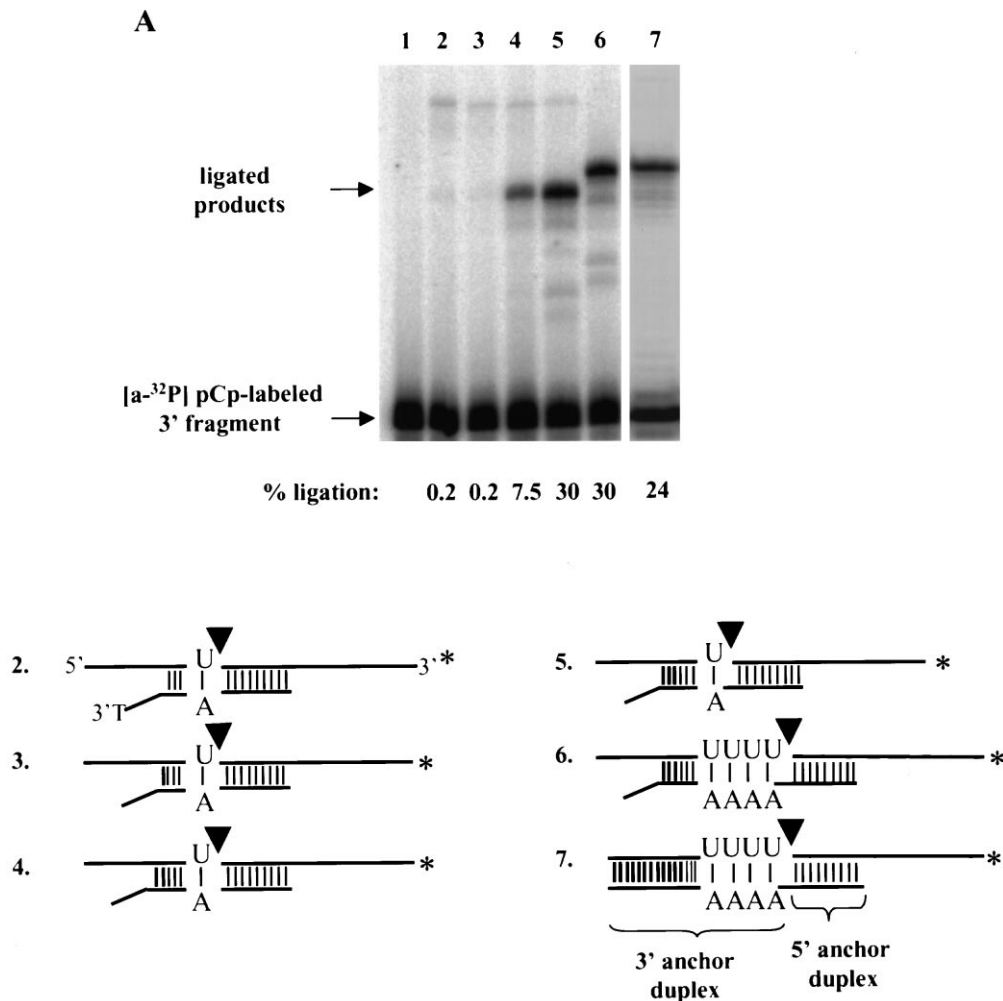 A
1 2 3 4 5 6 7
ligated
products
[a-³²P] pCp-labeled
3' fragment
% ligation: 0.2 0.2 7.5 30 30 24
2. 5' U 3'*
3'T A
3. U *
A
4. U *
A
5. U *
A
6. UUUU *
AAAA
7. UUUU *
AAAA
3' anchor
duplex
5' anchor
duplex